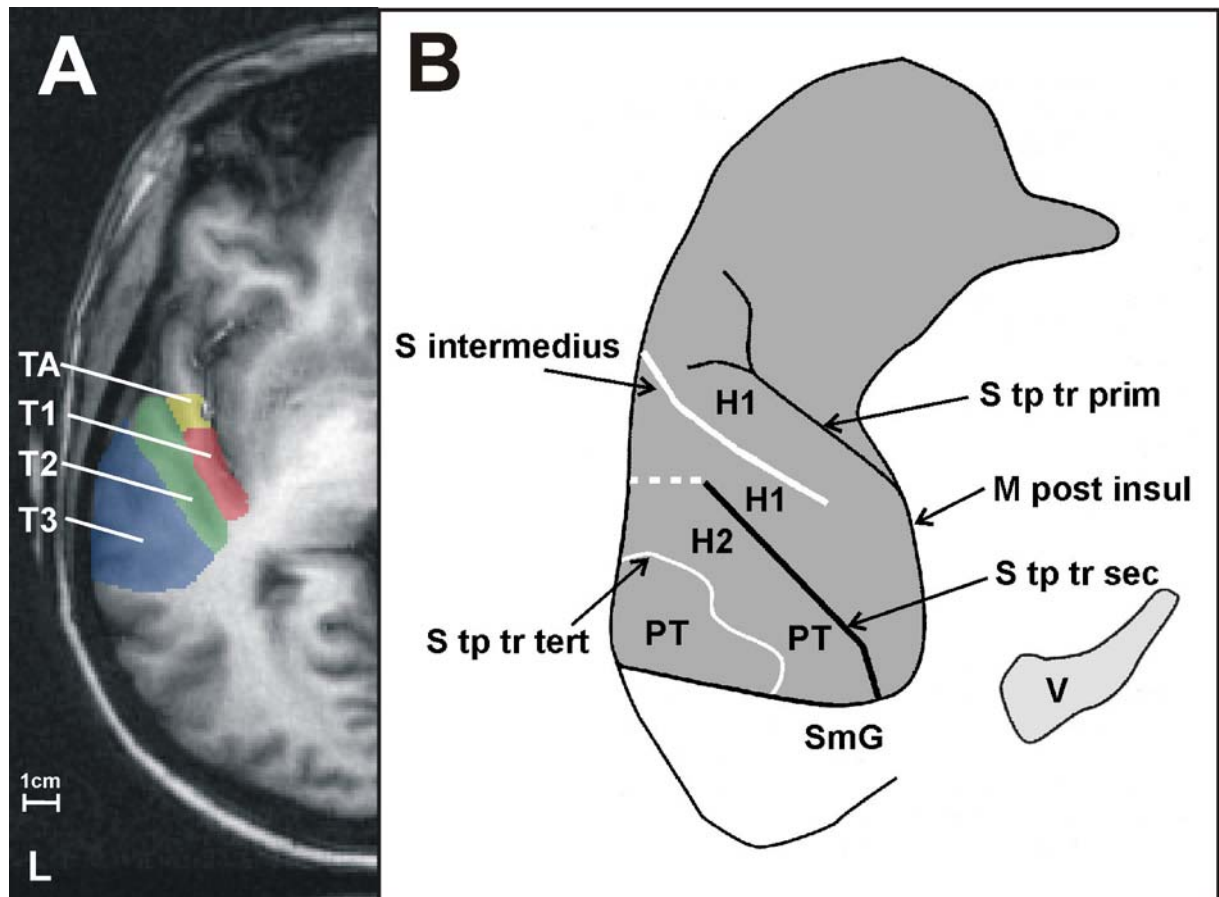 A
TA
T1
T2
T3
1cm
L
B
S intermedius
H1
S tp tr prim
H1
M post insul
H2
S tp tr sec
S tp tr tert
PT
PT
V
SmG